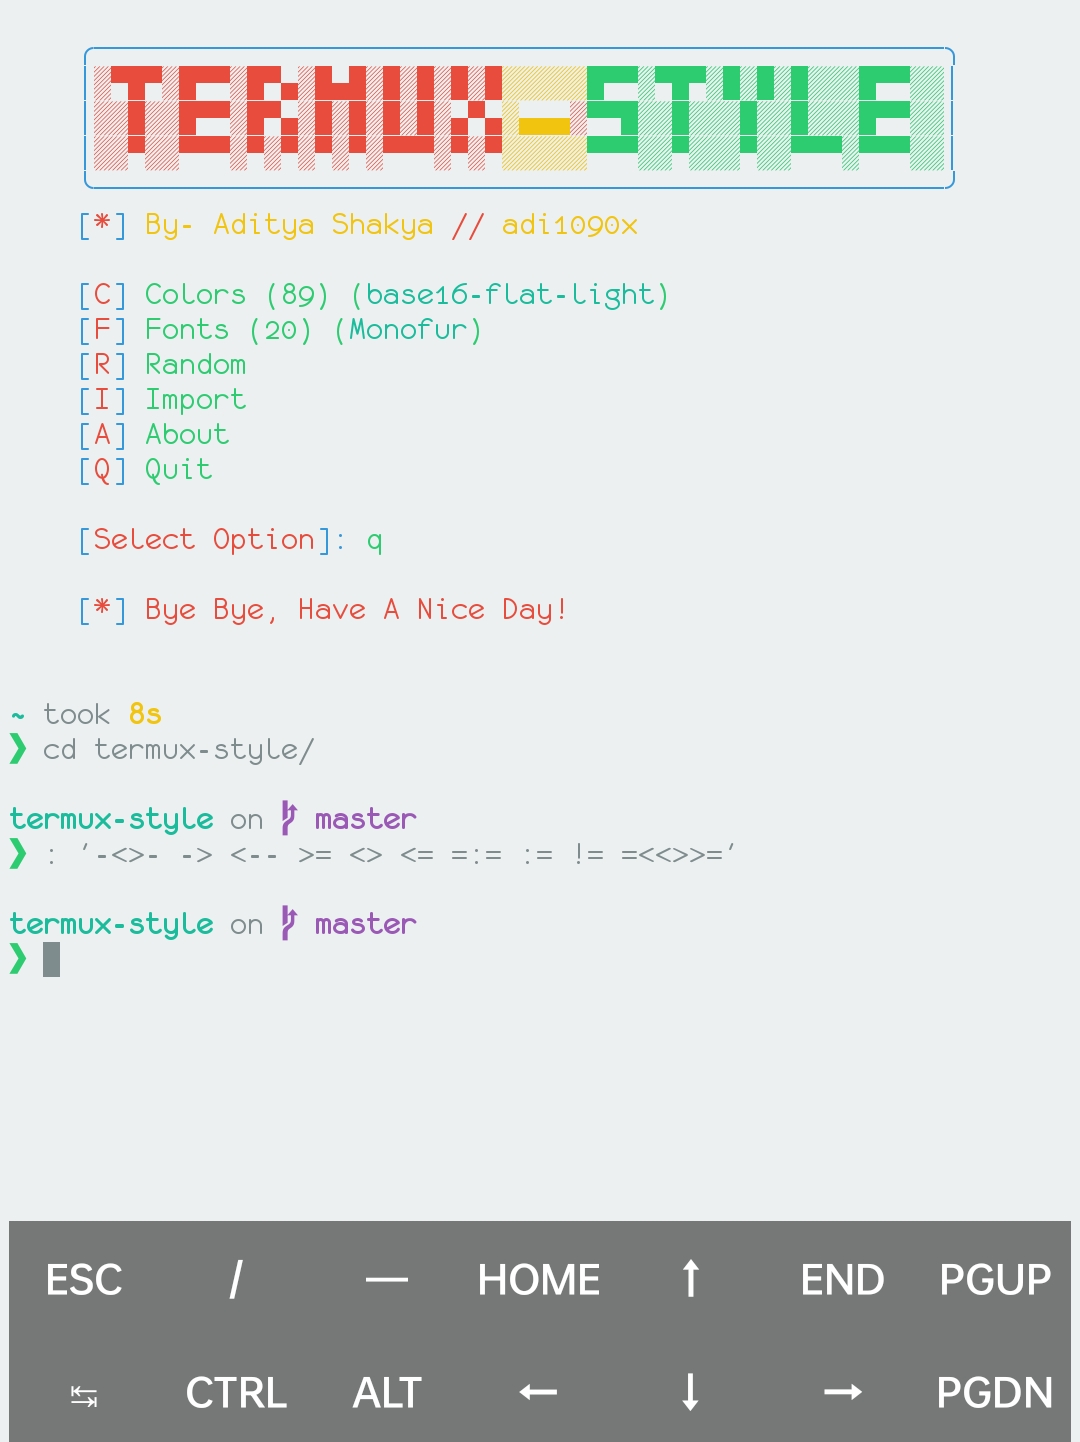 TERMUX-STYLE
[*] By- Aditya Shakya // adi1090x
[C] Colors (89) (base16-flat-light)
[F] Fonts (20) (Monofur)
[R] Random
[I] Import
[A] About
[Q] Quit
[Select Option]: q
[*] Bye Bye, Have A Nice Day!
~ took 8s
❯ cd termux-style/
termux-style on  master
❯ : '-<>- -> <-- >= <> <= =:= := != =<<>>='
termux-style on  master
❯
ESC / — HOME ↑ END PGUP
↹ CTRL ALT ← ↓ → PGDN